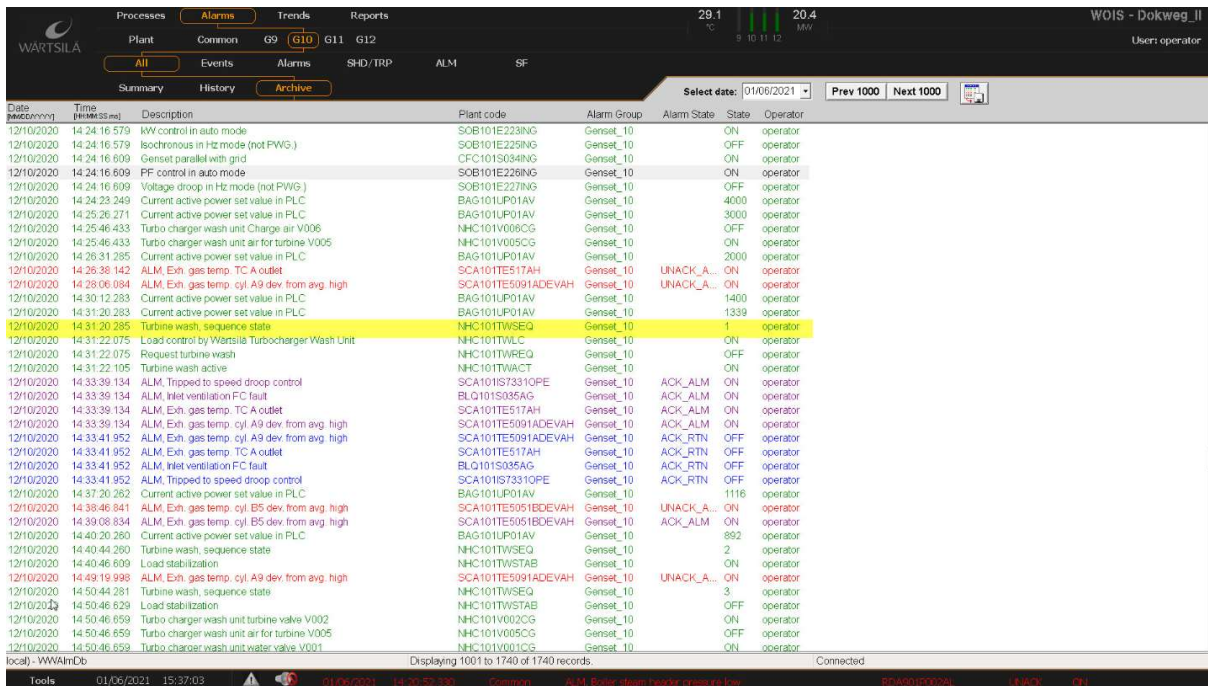 Processes Alarms Trends Reports 29.1 20.4 WOIS - Dokweg_II
°C MW
WÄRTSILÄ Plant Common G9 G10 G11 G12 9 10 11 12 User: operator
All Events Alarms SHD/TRP ALM SF
Summary History Archive Select date: 01/06/2021 Prev 1000 Next 1000
Date Time Description Plant code Alarm Group Alarm State State Operator
[MM/DD/YYYY] [HH:MM:SS.ms]
12/10/2020 14:24:16.579 kW control in auto mode SOB101E223ING Genset_10 ON operator
12/10/2020 14:24:16.579 Isochronous in Hz mode (not PWG.) SOB101E225ING Genset_10 OFF operator
12/10/2020 14:24:16.609 Genset parallel with grid CFC101S034ING Genset_10 ON operator
12/10/2020 14:24:16.609 PF control in auto mode SOB101E226ING Genset_10 ON operator
12/10/2020 14:24:16.609 Voltage droop in Hz mode (not PWG.) SOB101E227ING Genset_10 OFF operator
12/10/2020 14:24:23.249 Current active power set value in PLC BAG101UP01AV Genset_10 4000 operator
12/10/2020 14:25:26.271 Current active power set value in PLC BAG101UP01AV Genset_10 3000 operator
12/10/2020 14:25:46.433 Turbo charger wash unit Charge air V006 NHC101V006CG Genset_10 OFF operator
12/10/2020 14:25:46.433 Turbo charger wash unit air for turbine V005 NHC101V005CG Genset_10 ON operator
12/10/2020 14:26:31.285 Current active power set value in PLC BAG101UP01AV Genset_10 2000 operator
12/10/2020 14:26:38.142 ALM, Exh. gas temp. TC A outlet SCA101TE517AH Genset_10 UNACK_A... ON operator
12/10/2020 14:28:06.084 ALM, Exh. gas temp. cyl. A9 dev. from avg. high SCA101TE5091ADEVAH Genset_10 UNACK_A... ON operator
12/10/2020 14:30:12.283 Current active power set value in PLC BAG101UP01AV Genset_10 1400 operator
12/10/2020 14:31:20.283 Current active power set value in PLC BAG101UP01AV Genset_10 1339 operator
12/10/2020 14:31:20.285 Turbine wash, sequence state NHC101TWSEQ Genset_10 1 operator
12/10/2020 14:31:22.075 Load control by Wärtsilä Turbocharger Wash Unit NHC101TWLC Genset_10 ON operator
12/10/2020 14:31:22.075 Request turbine wash NHC101TWREQ Genset_10 OFF operator
12/10/2020 14:31:22.105 Turbine wash active NHC101TWACT Genset_10 ON operator
12/10/2020 14:33:39.134 ALM, Tripped to speed droop control SCA101IS7331OPE Genset_10 ACK_ALM ON operator
12/10/2020 14:33:39.134 ALM, Inlet ventilation FC fault BLQ101S035AG Genset_10 ACK_ALM ON operator
12/10/2020 14:33:39.134 ALM, Exh. gas temp. TC A outlet SCA101TE517AH Genset_10 ACK_ALM ON operator
12/10/2020 14:33:39.134 ALM, Exh. gas temp. cyl. A9 dev. from avg. high SCA101TE5091ADEVAH Genset_10 ACK_ALM ON operator
12/10/2020 14:33:41.952 ALM, Exh. gas temp. cyl. A9 dev. from avg. high SCA101TE5091ADEVAH Genset_10 ACK_RTN OFF operator
12/10/2020 14:33:41.952 ALM, Exh. gas temp. TC A outlet SCA101TE517AH Genset_10 ACK_RTN OFF operator
12/10/2020 14:33:41.952 ALM, Inlet ventilation FC fault BLQ101S035AG Genset_10 ACK_RTN OFF operator
12/10/2020 14:33:41.952 ALM, Tripped to speed droop control SCA101IS7331OPE Genset_10 ACK_RTN OFF operator
12/10/2020 14:37:20.262 Current active power set value in PLC BAG101UP01AV Genset_10 1116 operator
12/10/2020 14:38:46.841 ALM, Exh. gas temp. cyl. B5 dev. from avg. high SCA101TE5051BDEVAH Genset_10 UNACK_A... ON operator
12/10/2020 14:39:08.834 ALM, Exh. gas temp. cyl. B5 dev. from avg. high SCA101TE5051BDEVAH Genset_10 ACK_ALM ON operator
12/10/2020 14:40:20.260 Current active power set value in PLC BAG101UP01AV Genset_10 892 operator
12/10/2020 14:40:44.260 Turbine wash, sequence state NHC101TWSEQ Genset_10 2 operator
12/10/2020 14:40:46.609 Load stabilization NHC101TWSTAB Genset_10 ON operator
12/10/2020 14:49:19.998 ALM, Exh. gas temp. cyl. A9 dev. from avg. high SCA101TE5091ADEVAH Genset_10 UNACK_A... ON operator
12/10/2020 14:50:44.281 Turbine wash, sequence state NHC101TWSEQ Genset_10 3 operator
12/10/2020 14:50:46.629 Load stabilization NHC101TWSTAB Genset_10 OFF operator
12/10/2020 14:50:46.659 Turbo charger wash unit turbine valve V002 NHC101V002CG Genset_10 ON operator
12/10/2020 14:50:46.659 Turbo charger wash unit air for turbine V005 NHC101V005CG Genset_10 OFF operator
12/10/2020 14:50:46.659 Turbo charger wash unit water valve V001 NHC101V001CG Genset_10 ON operator
local) - WWAlmDb Displaying 1001 to 1740 of 1740 records. Connected
Tools 01/06/2021 15:37:03 01/06/2021 14:20:52.330 Common ALM, Boiler steam header pressure low RDA901P002AL UNACK ON